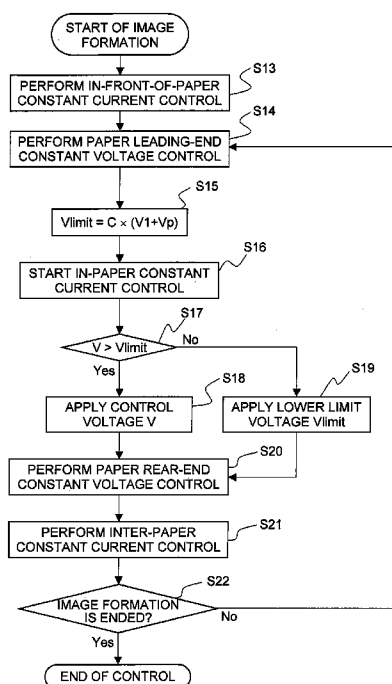 START OF IMAGE
FORMATION
S13
PERFORM IN-FRONT-OF-PAPER
CONSTANT CURRENT CONTROL
S14
PERFORM PAPER LEADING-END
CONSTANT VOLTAGE CONTROL
S15
Vlimit = C × (V1+Vp)
S16
START IN-PAPER CONSTANT
CURRENT CONTROL
S17
V > Vlimit
No
Yes
S18
APPLY CONTROL
VOLTAGE V
S19
APPLY LOWER LIMIT
VOLTAGE Vlimit
S20
PERFORM PAPER REAR-END
CONSTANT VOLTAGE CONTROL
S21
PERFORM INTER-PAPER
CONSTANT CURRENT CONTROL
S22
IMAGE FORMATION
IS ENDED?
No
Yes
END OF CONTROL